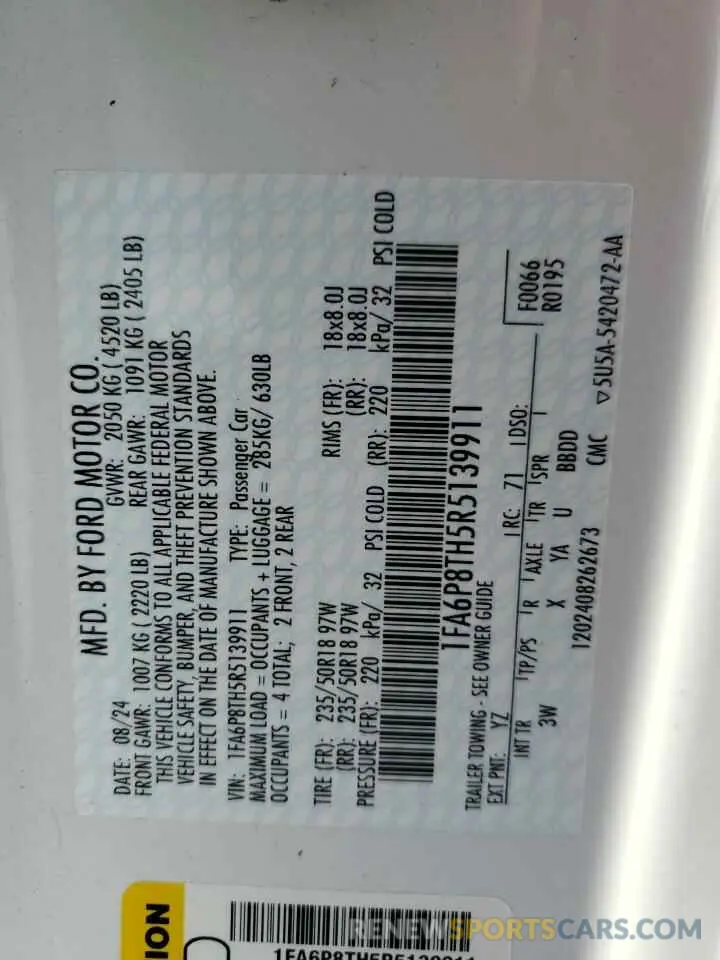 MFD. BY FORD MOTOR CO.
DATE: 08/24 GVWR: 2050 KG ( 4520 LB)
FRONT GAWR: 1007 KG ( 2220 LB) REAR GAWR: 1091 KG ( 2405 LB)
THIS VEHICLE CONFORMS TO ALL APPLICABLE FEDERAL MOTOR
VEHICLE SAFETY, BUMPER, AND THEFT PREVENTION STANDARDS
IN EFFECT ON THE DATE OF MANUFACTURE SHOWN ABOVE.
VIN: 1FA6P8TH5R5139911 TYPE: Passenger Car
MAXIMUM LOAD = OCCUPANTS + LUGGAGE = 285KG/ 630LB
OCCUPANTS = 4 TOTAL; 2 FRONT, 2 REAR
TIRE (FR): 235/50R18 97W RIMS (FR): 18x8.0J
(RR): 235/50R18 97W (RR): 18x8.0J
PRESSURE (FR): 220 kPa/ 32 PSI COLD (RR): 220 kPa/ 32 PSI COLD
1FA6P8TH5R5139911
TRAILER TOWING - SEE OWNER GUIDE
EXT PNT: YZ RC: 71 DSO: F0066
R0195
INT TR TP/PS R AXLE TR SPR
3W X YA U BBDD
1202408262673 CMC ▽5U5A-5420472-AA
ION
1FA6P8TH5R5139911
RENEWSPORTSCARS.COM